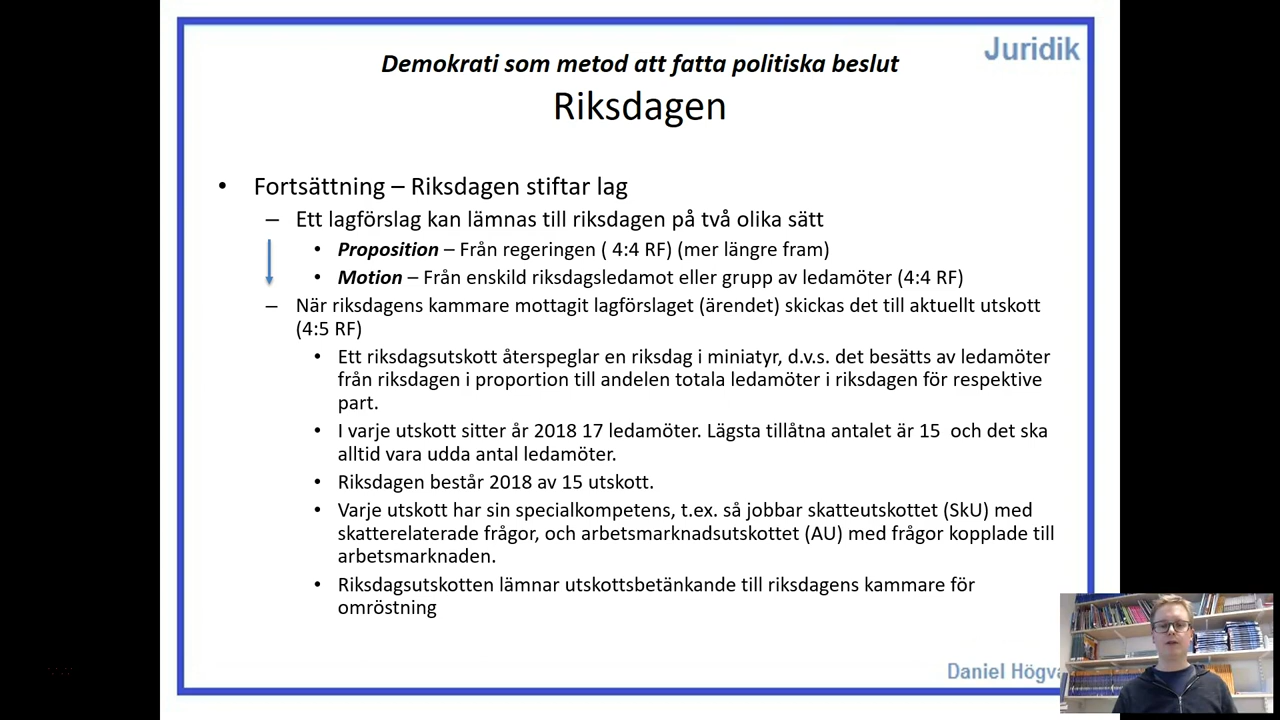 Juridik
Demokrati som metod att fatta politiska beslut
Riksdagen
• Fortsättning – Riksdagen stiftar lag
– Ett lagförslag kan lämnas till riksdagen på två olika sätt
• Proposition – Från regeringen ( 4:4 RF) (mer längre fram)
• Motion – Från enskild riksdagsledamot eller grupp av ledamöter (4:4 RF)
– När riksdagens kammare mottagit lagförslaget (ärendet) skickas det till aktuellt utskott
(4:5 RF)
• Ett riksdagsutskott återspeglar en riksdag i miniatyr, d.v.s. det besätts av ledamöter
från riksdagen i proportion till andelen totala ledamöter i riksdagen för respektive
part.
• I varje utskott sitter år 2018 17 ledamöter. Lägsta tillåtna antalet är 15 och det ska
alltid vara udda antal ledamöter.
• Riksdagen består 2018 av 15 utskott.
• Varje utskott har sin specialkompetens, t.ex. så jobbar skatteutskottet (SkU) med
skatterelaterade frågor, och arbetsmarknadsutskottet (AU) med frågor kopplade till
arbetsmarknaden.
• Riksdagsutskotten lämnar utskottsbetänkande till riksdagens kammare för
omröstning
Daniel